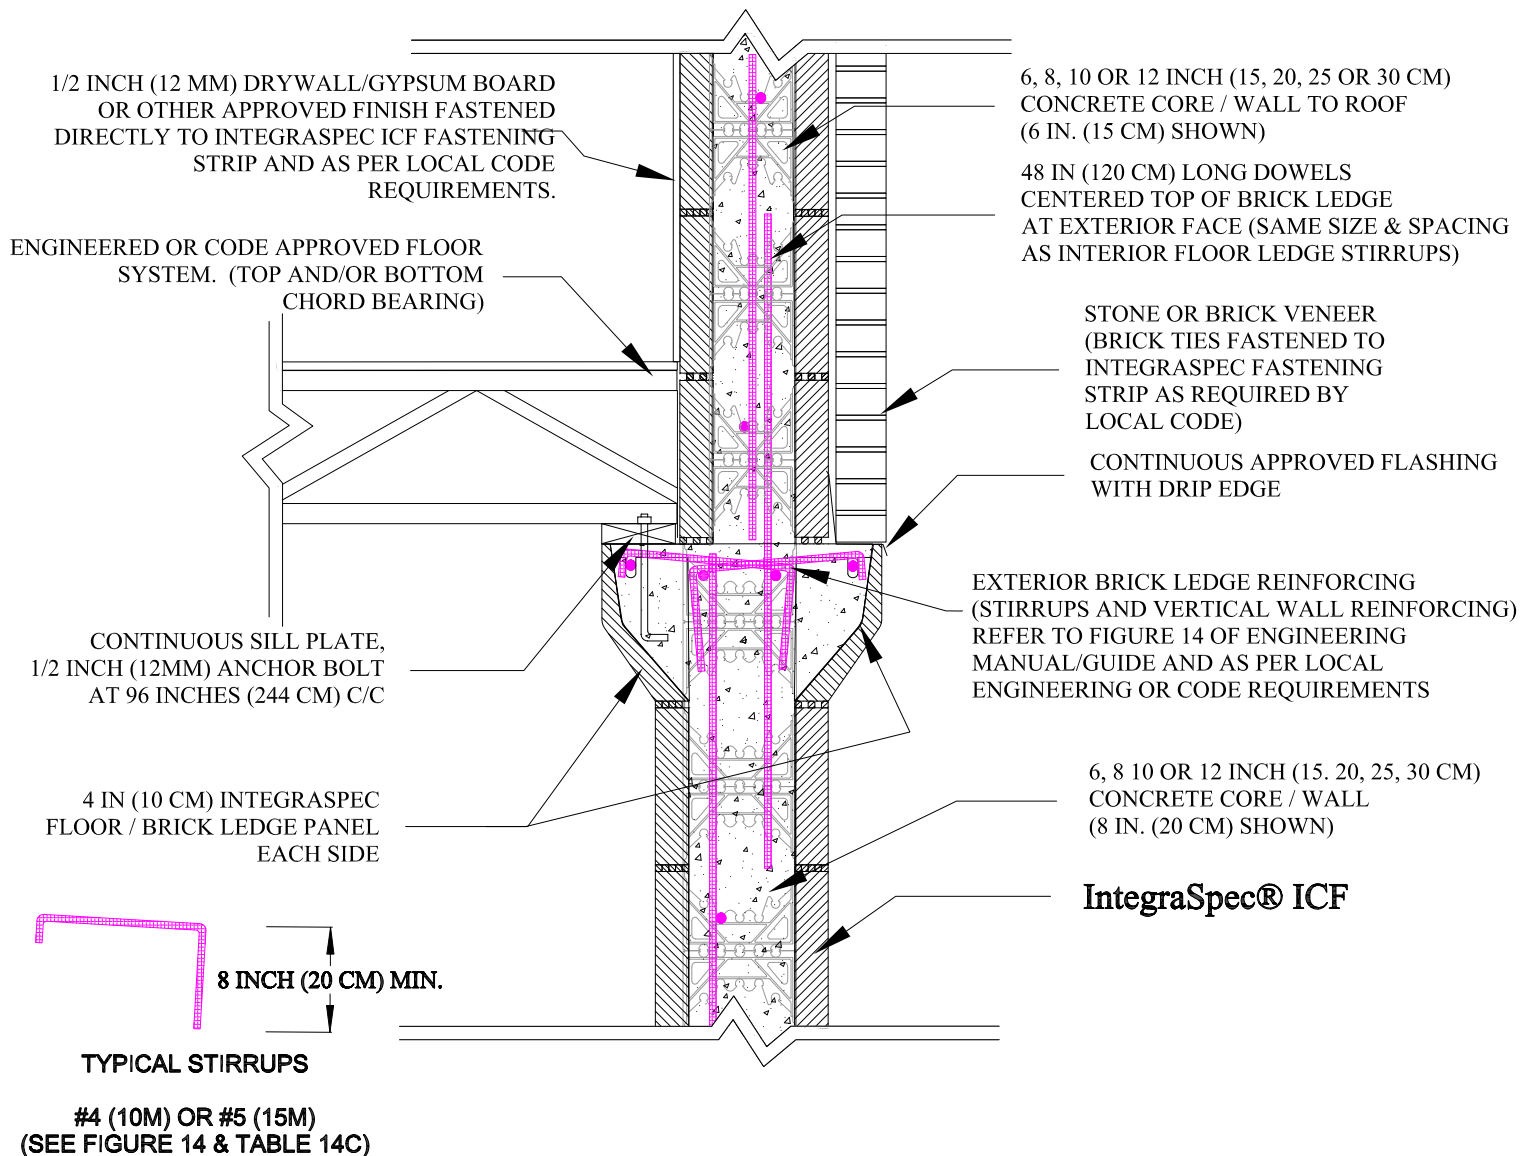 1/2 INCH (12 MM) DRYWALL/GYPSUM BOARD
OR OTHER APPROVED FINISH FASTENED
DIRECTLY TO INTEGRASPEC ICF FASTENING
STRIP AND AS PER LOCAL CODE
REQUIREMENTS.
ENGINEERED OR CODE APPROVED FLOOR
SYSTEM. (TOP AND/OR BOTTOM
CHORD BEARING)
CONTINUOUS SILL PLATE,
1/2 INCH (12MM) ANCHOR BOLT
AT 96 INCHES (244 CM) C/C
4 IN (10 CM) INTEGRASPEC
FLOOR / BRICK LEDGE PANEL
EACH SIDE
8 INCH (20 CM) MIN.
TYPICAL STIRRUPS
#4 (10M) OR #5 (15M)
(SEE FIGURE 14 & TABLE 14C)
6, 8, 10 OR 12 INCH (15, 20, 25 OR 30 CM)
CONCRETE CORE / WALL TO ROOF
(6 IN. (15 CM) SHOWN)
48 IN (120 CM) LONG DOWELS
CENTERED TOP OF BRICK LEDGE
AT EXTERIOR FACE (SAME SIZE & SPACING
AS INTERIOR FLOOR LEDGE STIRRUPS)
STONE OR BRICK VENEER
(BRICK TIES FASTENED TO
INTEGRASPEC FASTENING
STRIP AS REQUIRED BY
LOCAL CODE)
CONTINUOUS APPROVED FLASHING
WITH DRIP EDGE
EXTERIOR BRICK LEDGE REINFORCING
(STIRRUPS AND VERTICAL WALL REINFORCING)
REFER TO FIGURE 14 OF ENGINEERING
MANUAL/GUIDE AND AS PER LOCAL
ENGINEERING OR CODE REQUIREMENTS
6, 8 10 OR 12 INCH (15. 20, 25, 30 CM)
CONCRETE CORE / WALL
(8 IN. (20 CM) SHOWN)
IntegraSpec® ICF